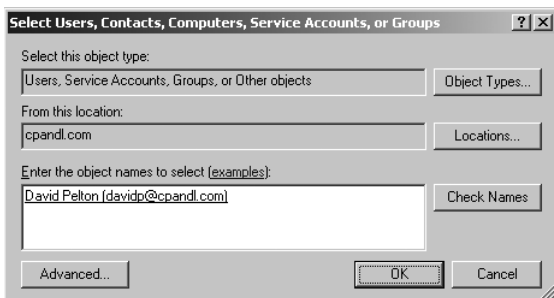 Select Users, Contacts, Computers, Service Accounts, or Groups
Select this object type:
Users, Service Accounts, Groups, or Other objects
Object Types...
From this location:
cpandl.com
Locations...
Enter the object names to select (examples):
David Pelton (davidp@cpandl.com)
Check Names
Advanced...
OK
Cancel